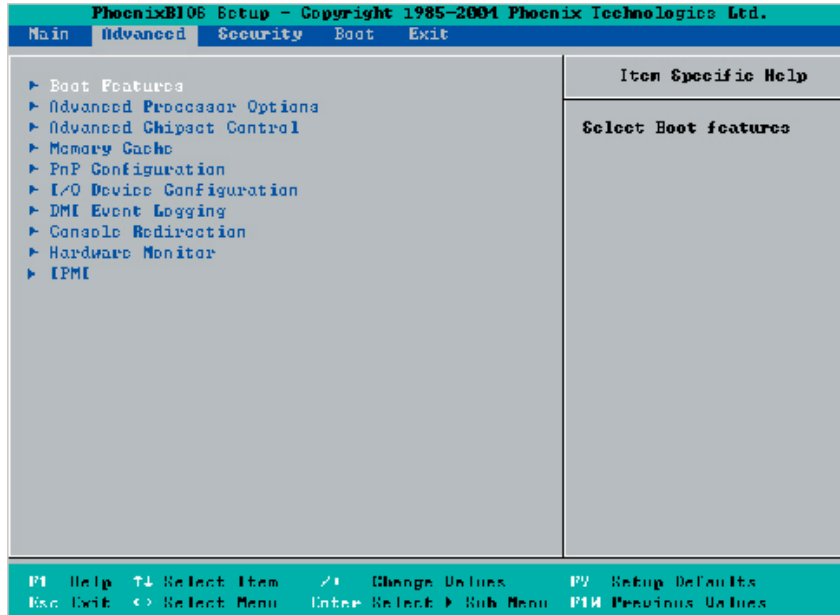 PhoenixBIOS Setup - Copyright 1985-2004 Phoenix Technologies Ltd.
Main Advanced Security Boot Exit
Item Specific Help
► Boot Features
► Advanced Processor Options
► Advanced Chipset Control
► Memory Cache
► PnP Configuration
► I/O Device Configuration
► DMI Event Logging
► Console Redirection
► Hardware Monitor
► IPMI
Select Boot features
F1 Help ↑↓ Select Item -/+ Change Values F9 Setup Defaults
Esc Exit <> Select Menu Enter Select ► Sub Menu F10 Previous Values